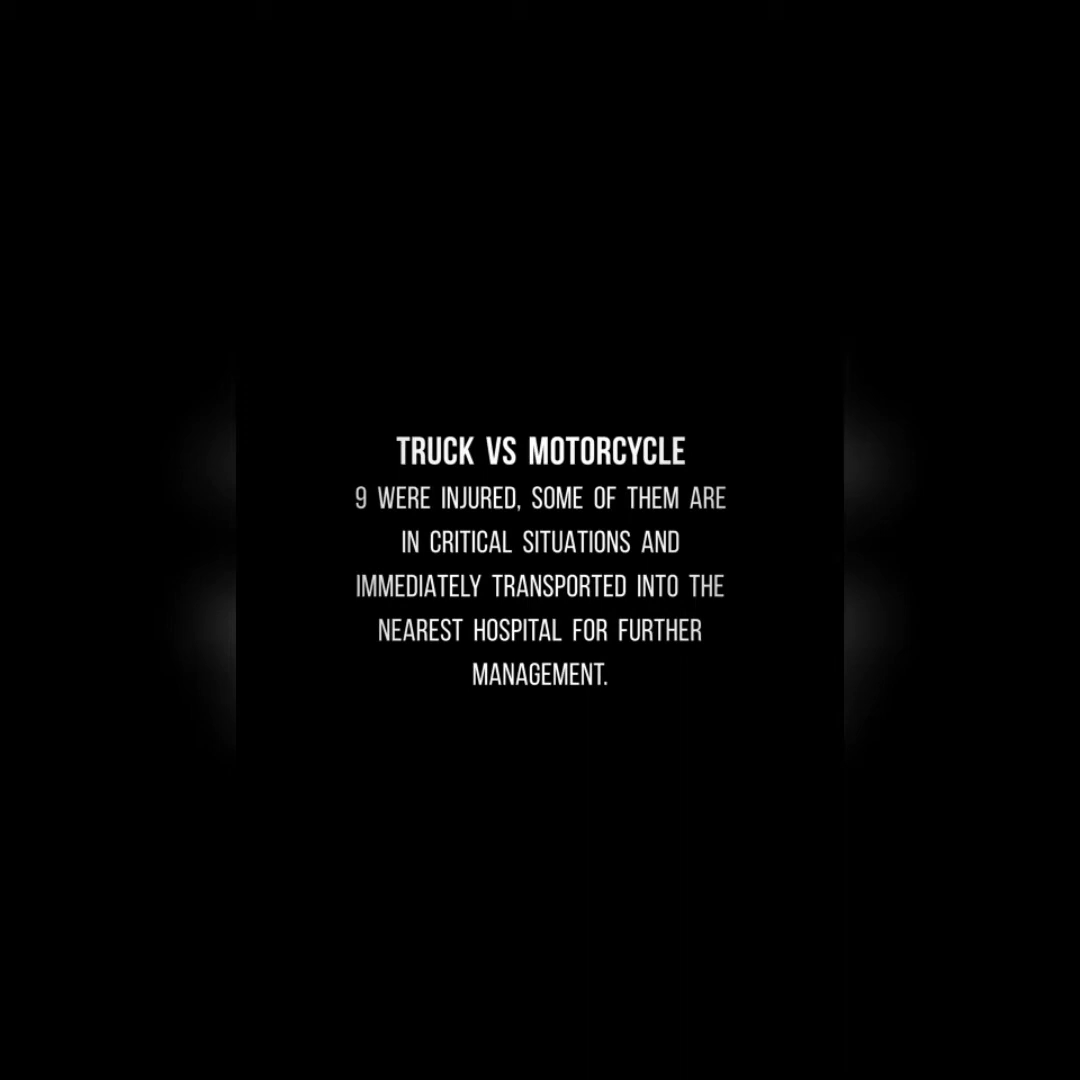 TRUCK VS MOTORCYCLE
9 WERE INJURED, SOME OF THEM ARE
IN CRITICAL SITUATIONS AND
IMMEDIATELY TRANSPORTED INTO THE
NEAREST HOSPITAL FOR FURTHER
MANAGEMENT.